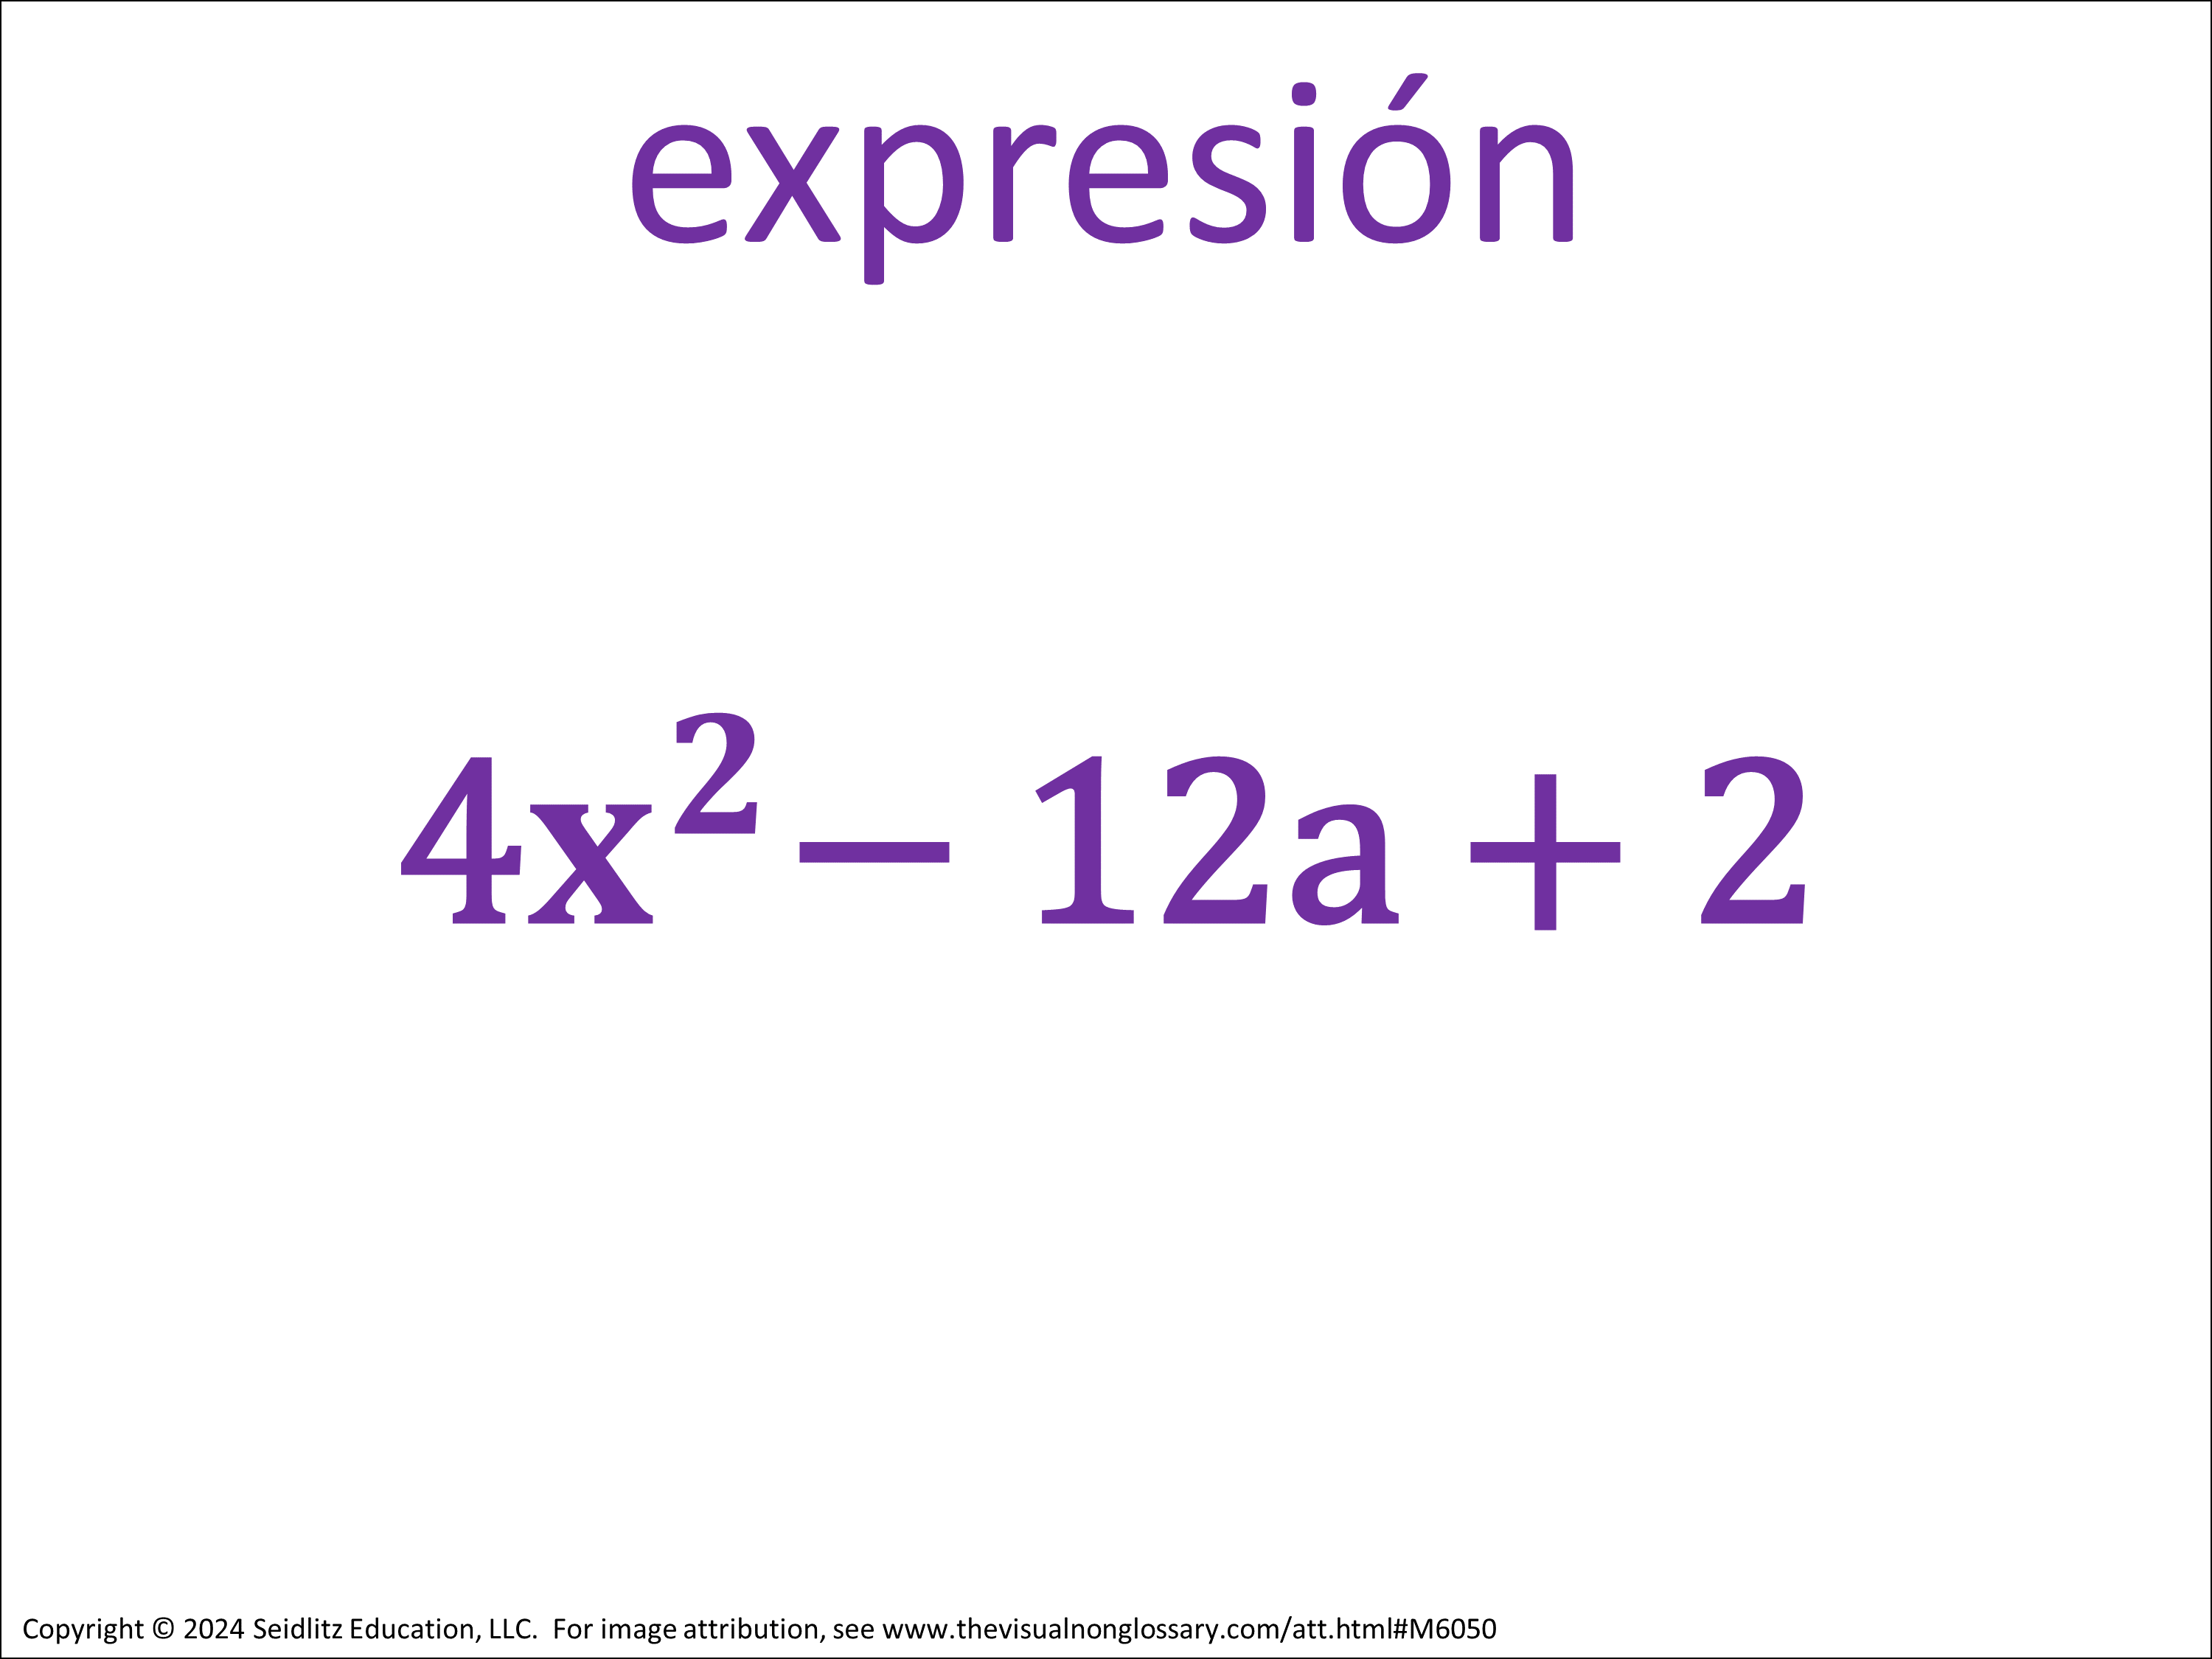 expresión
4x² − 12a + 2
Copyright © 2024 Seidlitz Education, LLC.  For image attribution, see www.thevisualnonglossary.com/att.html#M6050